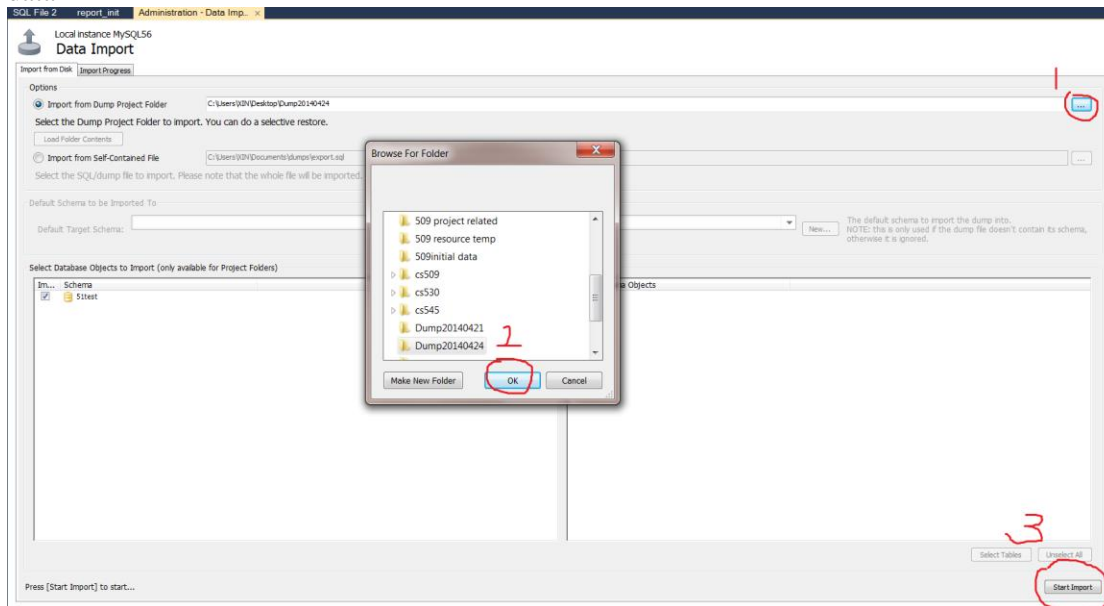 SQL File 2 report_init Administration - Data Imp.. ×
Local instance MySQL56
Data Import
Import from Disk Import Progress
1
Options
Import from Dump Project Folder C:\Users\XIN\Desktop\Dump20140424 ...
Select the Dump Project Folder to import. You can do a selective restore.
Load Folder Contents
Import from Self-Contained File C:\Users\XIN\Documents\dumps\export.sql ...
Select the SQL/dump file to import. Please note that the whole file will be imported.
Default Schema to be Imported To
Default Target Schema: New... The default schema to import the dump into.
NOTE: this is only used if the dump file doesn't contain its schema,
otherwise it is ignored.
Select Database Objects to Import (only available for Project Folders)
Im... Schema
51test
Objects
Browse For Folder
509 project related
509 resource temp
509initial data
cs509
cs530
cs545
Dump20140421
Dump20140424
2
Make New Folder OK Cancel
3
Select Tables Unselect All
Press [Start Import] to start... Start Import